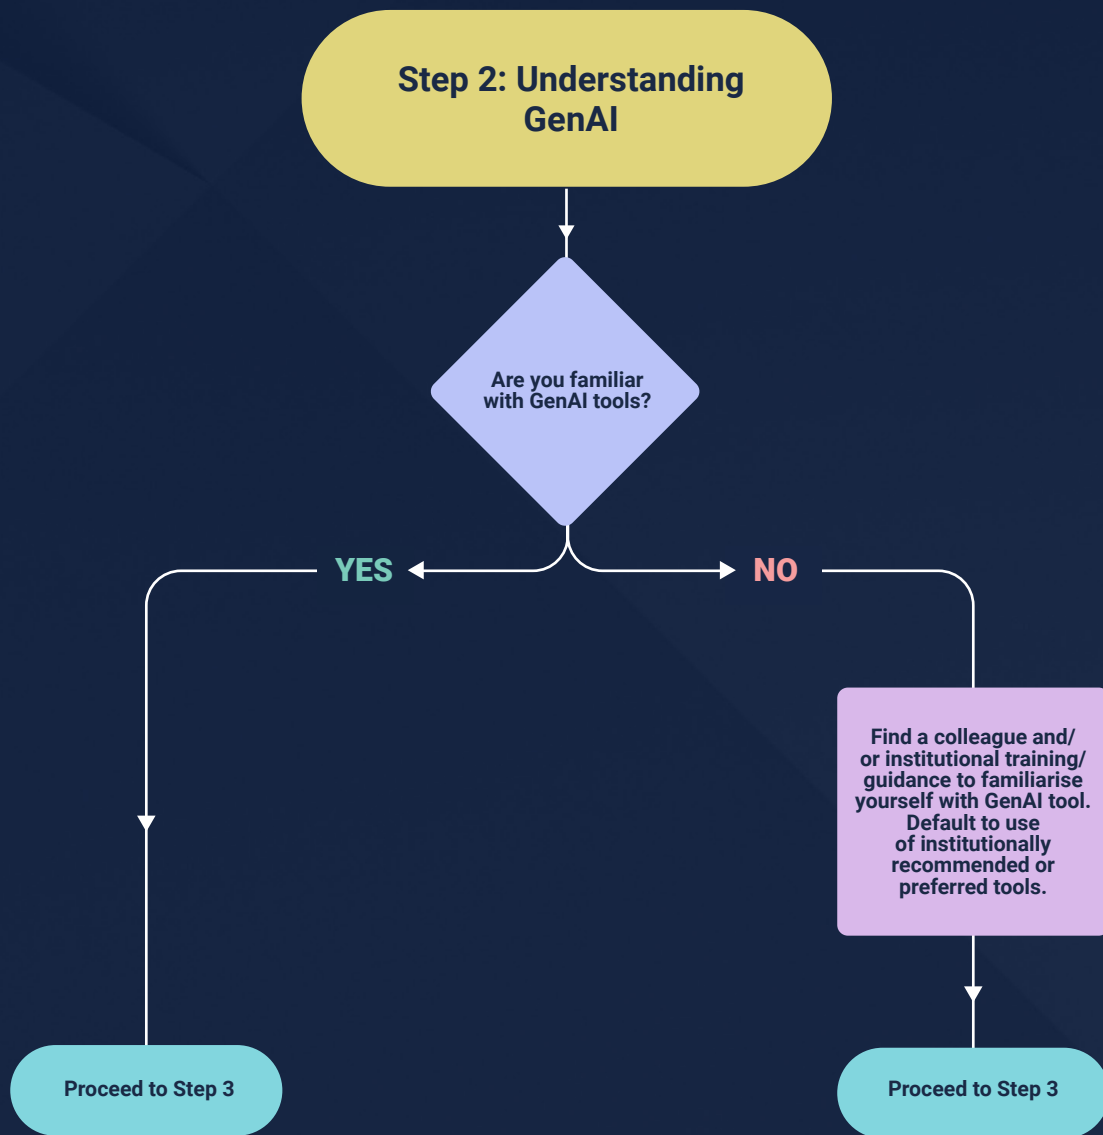 Step 2: Understanding
GenAI
Are you familiar
with GenAI tools?
YES
NO
Find a colleague and/
or institutional training/
guidance to familiarise
yourself with GenAI tool.
Default to use
of institutionally
recommended or
preferred tools.
Proceed to Step 3
Proceed to Step 3